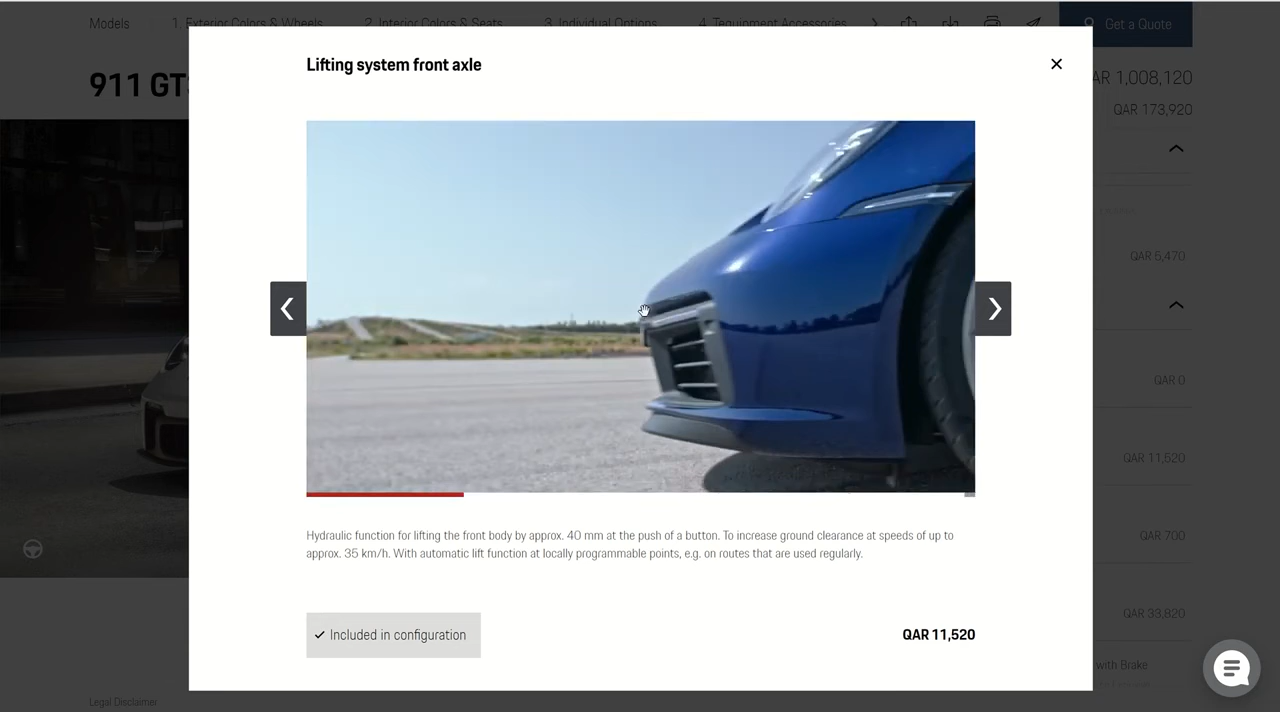 Models
1. Exterior Colors & Wheels
2. Interior Colors & Seats
3. Individual Options
4. Tequipment Accessories
Get a Quote
911 GT
AR 1,008,120
QAR 173,920
Lifting system front axle
QAR 5,470
QAR 0
QAR 11,520
QAR 700
QAR 33,820
with Brake
Hydraulic function for lifting the front body by approx. 40 mm at the push of a button. To increase ground clearance at speeds of up to
approx. 35 km/h. With automatic lift function at locally programmable points, e.g. on routes that are used regularly.
Included in configuration
QAR 11,520
Legal Disclaimer